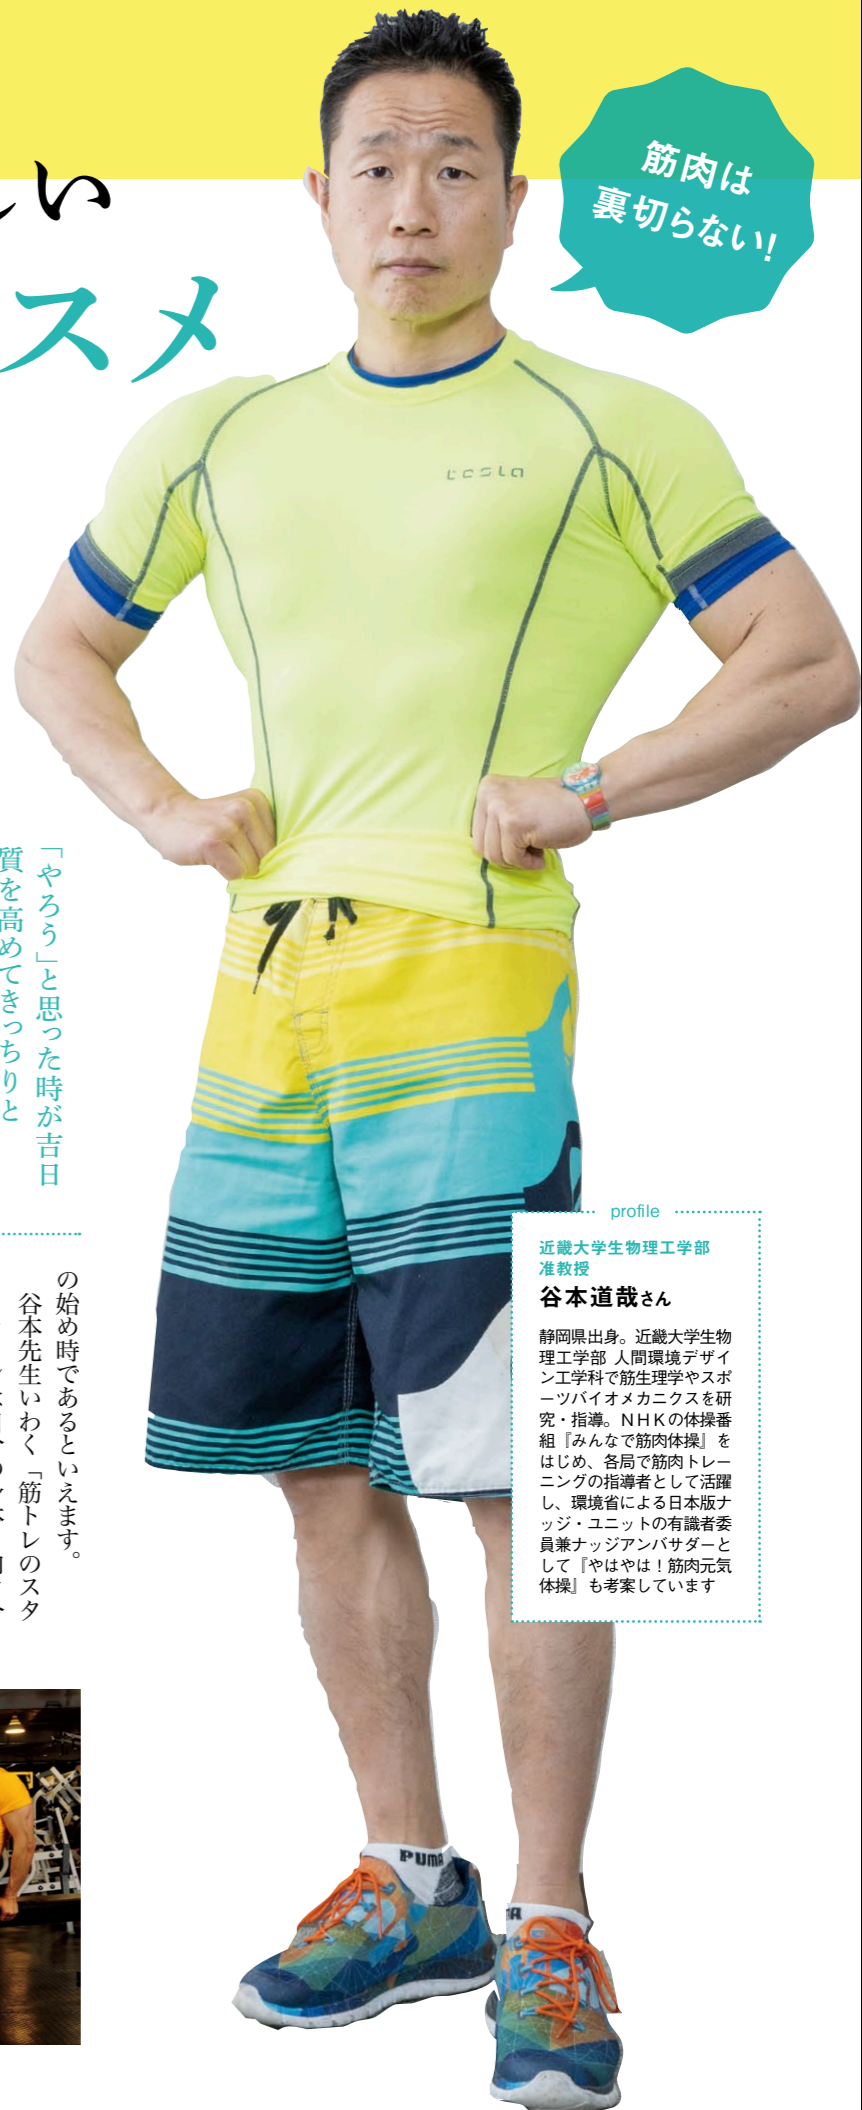 しい
スメ
筋肉は
裏切らない!
tesla
「やろう」と思った時が吉日
質を高めてきっちりと
の始め時であるといえます。
谷本先生いわく「筋トレのスタ
profile
近畿大学生物理工学部
准教授
谷本道哉さん
静岡県出身。近畿大学生物
理工学部 人間環境デザイ
ン工学科で筋生理学やスポ
ーツバイオメカニクスを研
究・指導。NHKの体操番
組『みんなで筋肉体操』を
はじめ、各局で筋肉トレー
ニングの指導者として活躍
し、環境省による日本版ナ
ッジ・ユニットの有識者委
員兼ナッジアンバサダーと
して『やはやは！筋肉元気
体操』も考案しています
PUMA
MA